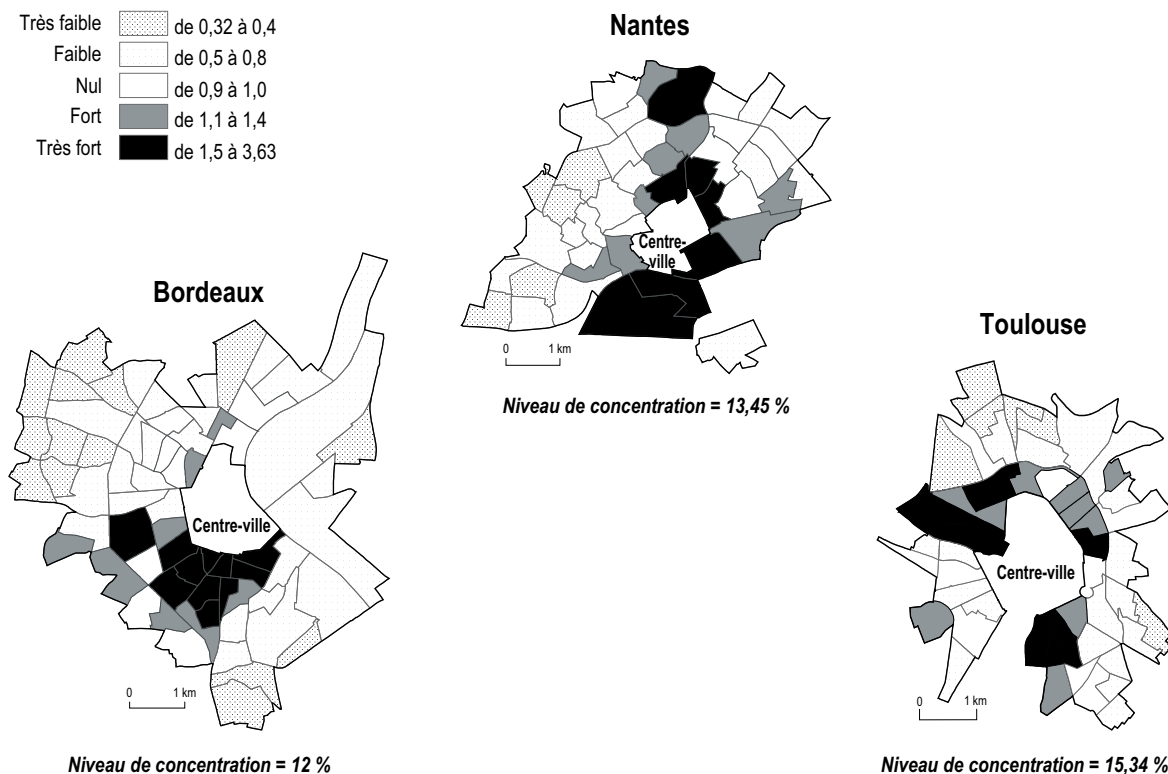 Très faible de 0,32 à 0,4
Faible de 0,5 à 0,8
Nul de 0,9 à 1,0
Fort de 1,1 à 1,4
Très fort de 1,5 à 3,63
Nantes
Centre-
ville
0 1 km
Niveau de concentration = 13,45 %
Bordeaux
Centre-ville
0 1 km
Niveau de concentration = 12 %
Toulouse
Centre-ville
0 1 km
Niveau de concentration = 15,34 %